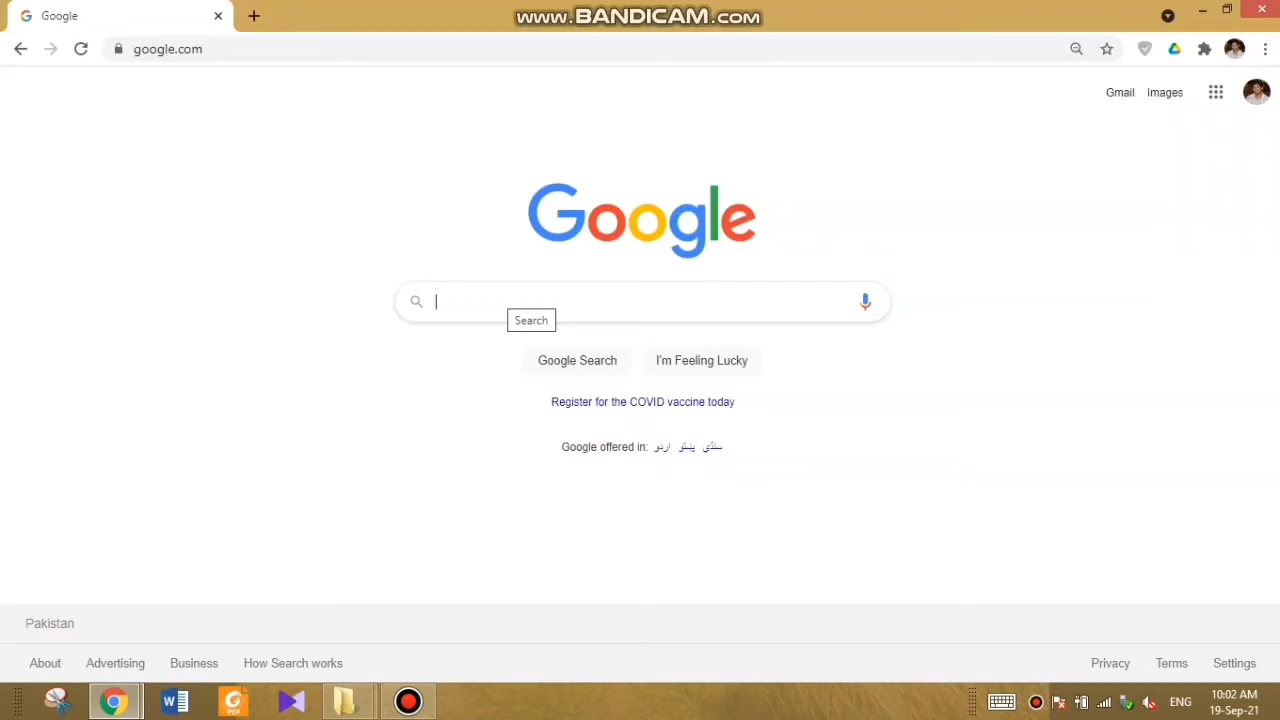 Google
www.BANDICAM.com
google.com
Gmail Images
Google
Search
Google Search I'm Feeling Lucky
Register for the COVID vaccine today
Google offered in: اردو پښتو سنڌي
Pakistan
About Advertising Business How Search works Privacy Terms Settings
PDF
ENG
10:02 AM
19-Sep-21